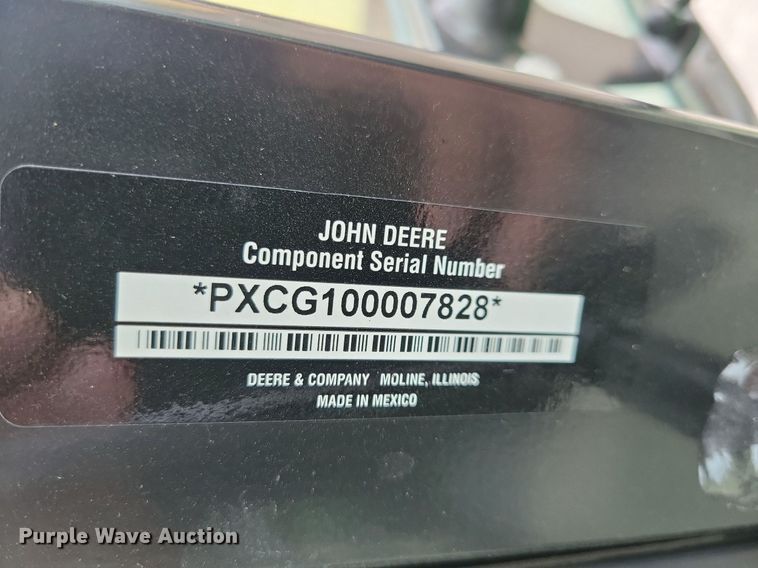 JOHN DEERE
Component Serial Number
*PXCG100007828*
DEERE & COMPANY MOLINE, ILLINOIS
MADE IN MEXICO
Purple Wave Auction